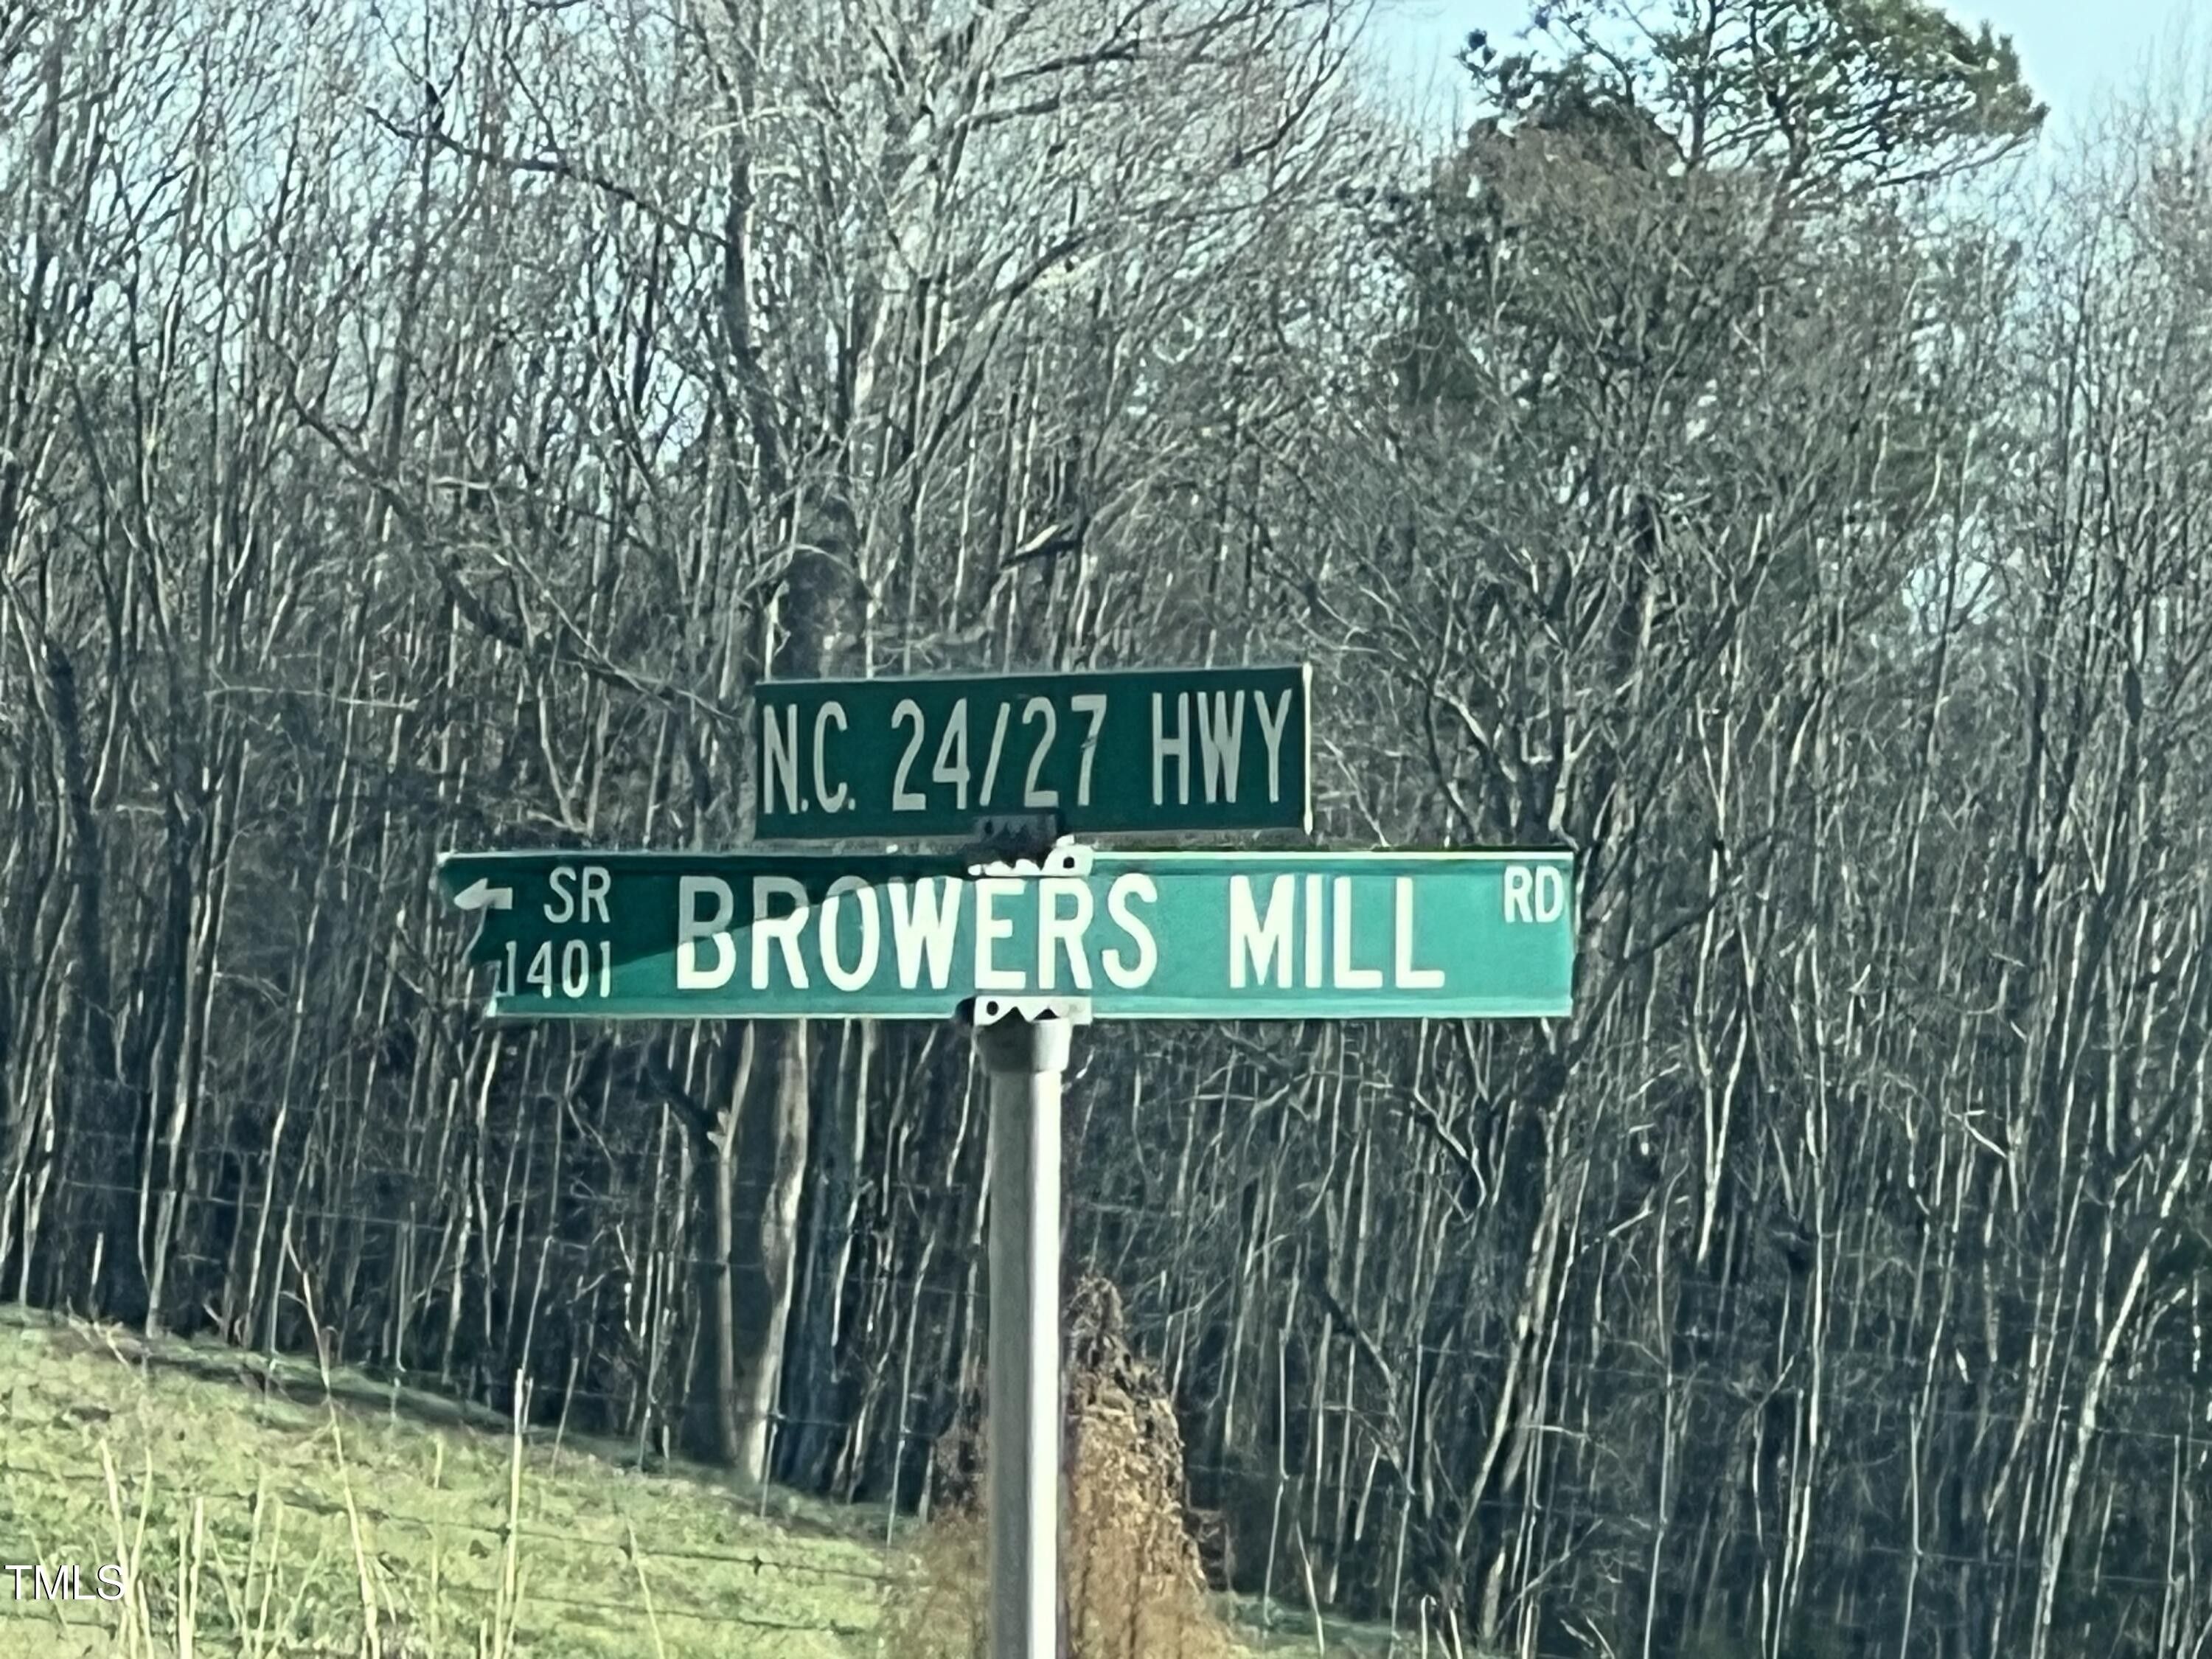 N.C. 24/27 HWY
SR BROWERS MILL RD
1401
TMLS